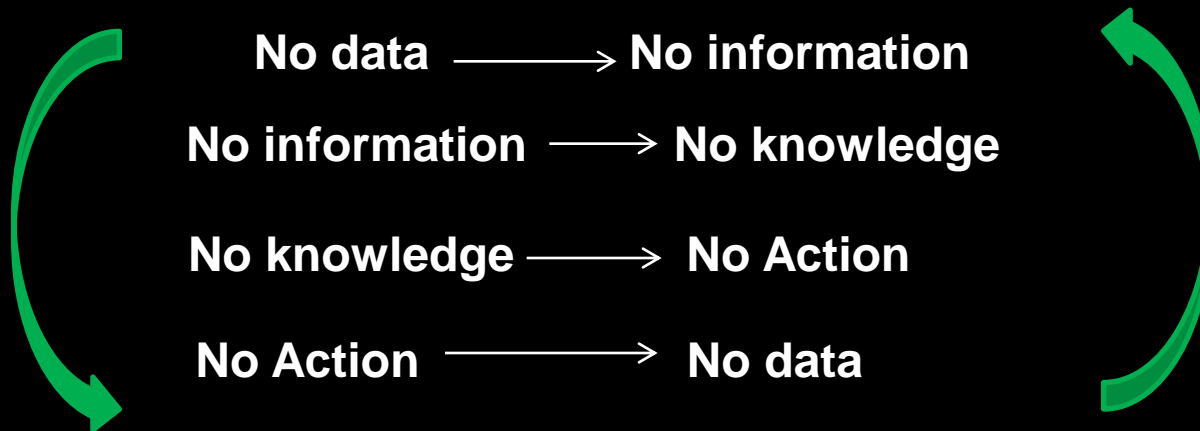 No data → No information
No information → No knowledge
No knowledge → No Action
No Action → No data